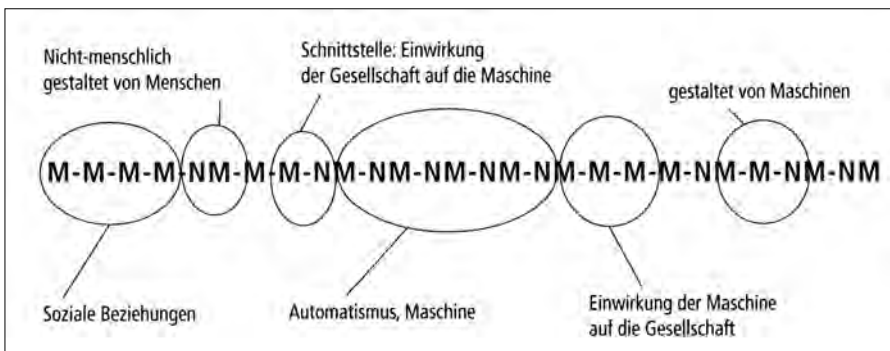 Nicht-menschlich
gestaltet von Menschen
Schnittstelle: Einwirkung
der Gesellschaft auf die Maschine
gestaltet von Maschinen
M-M-M-M-NM-M-M-NM-NM-NM-NM-NM-M-M-M-NM-M-NM-NM
Soziale Beziehungen
Automatismus, Maschine
Einwirkung der Maschine
auf die Gesellschaft